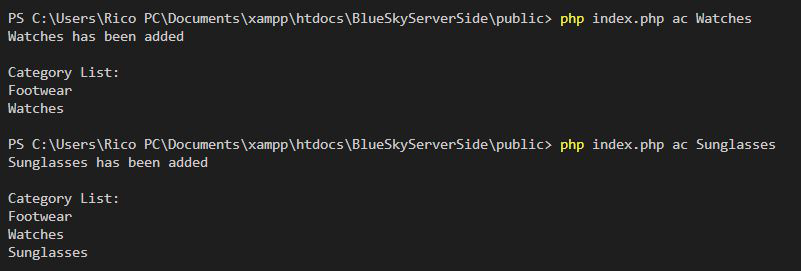 PS C:\Users\Rico PC\Documents\xampp\htdocs\BlueSkyServerSide\public> php index.php ac Watches
Watches has been added
Category List:
Footwear
Watches
PS C:\Users\Rico PC\Documents\xampp\htdocs\BlueSkyServerSide\public> php index.php ac Sunglasses
Sunglasses has been added
Category List:
Footwear
Watches
Sunglasses